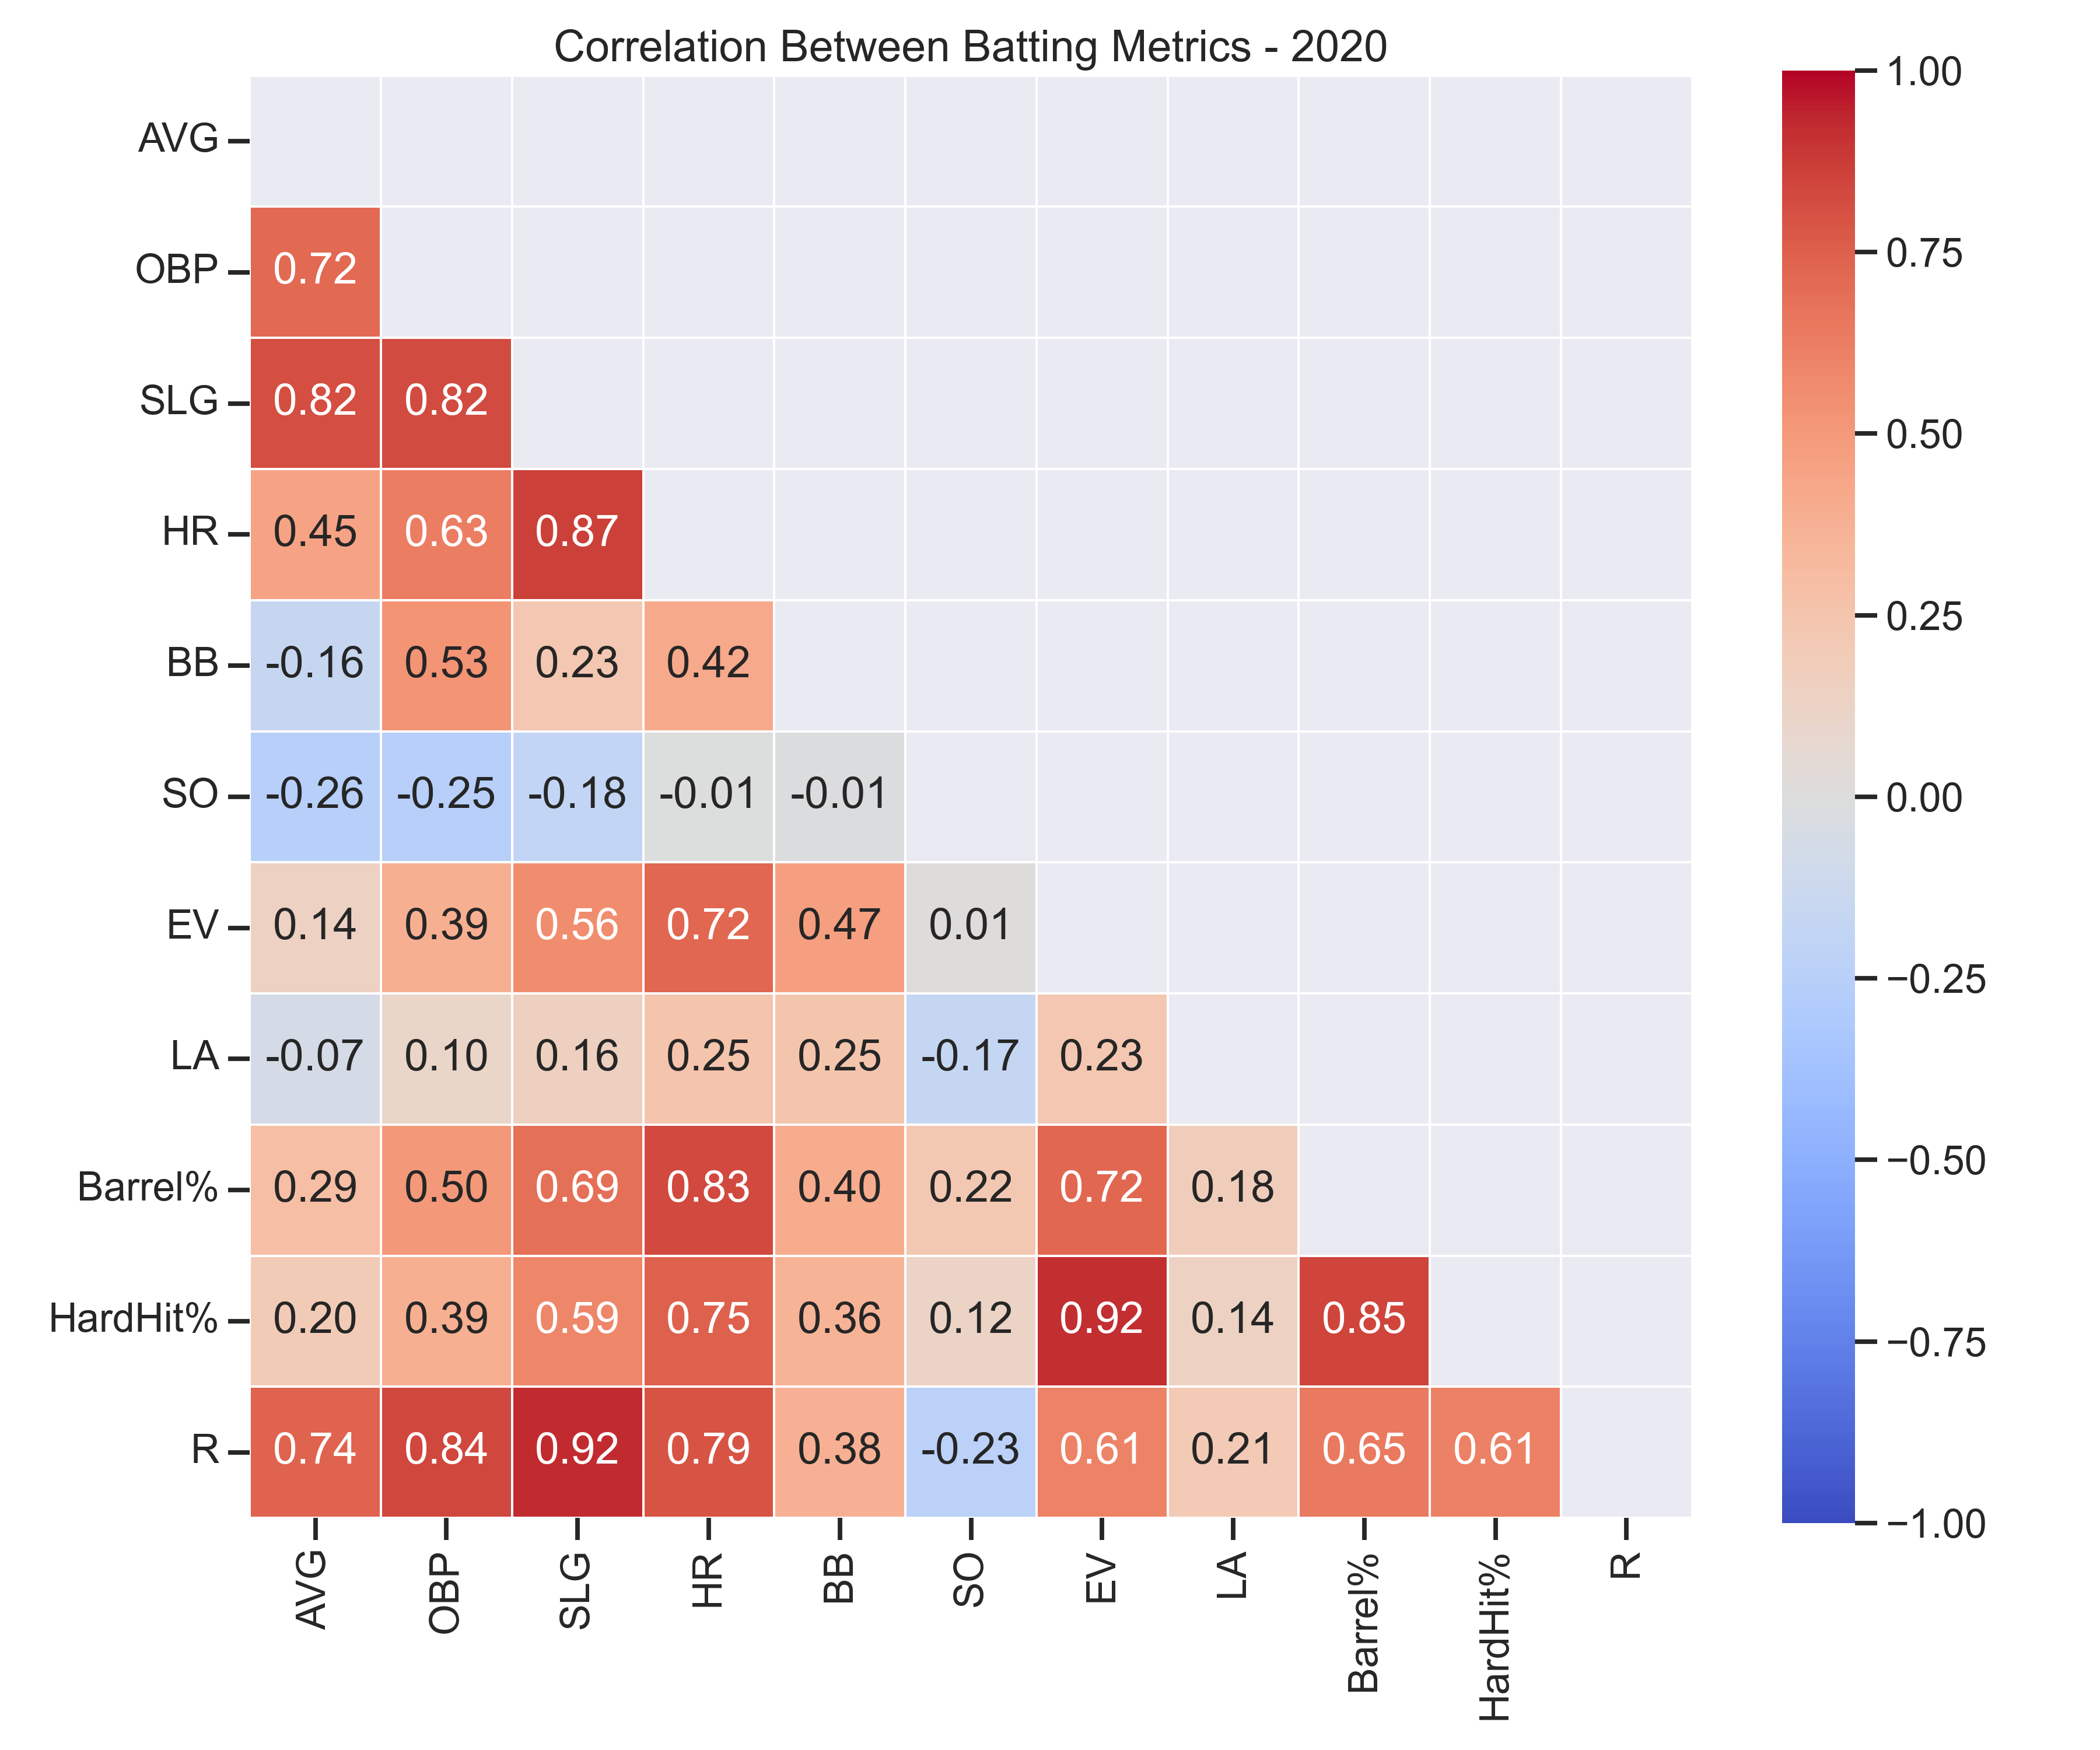 Correlation Between Batting Metrics - 2020
AVG
OBP 0.72
SLG 0.82 0.82
HR 0.45 0.63 0.87
BB -0.16 0.53 0.23 0.42
SO -0.26 -0.25 -0.18 -0.01 -0.01
EV 0.14 0.39 0.56 0.72 0.47 0.01
LA -0.07 0.10 0.16 0.25 0.25 -0.17 0.23
Barrel% 0.29 0.50 0.69 0.83 0.40 0.22 0.72 0.18
HardHit% 0.20 0.39 0.59 0.75 0.36 0.12 0.92 0.14 0.85
R 0.74 0.84 0.92 0.79 0.38 -0.23 0.61 0.21 0.65 0.61
AVG OBP SLG HR BB SO EV LA Barrel% HardHit% R
1.00
0.75
0.50
0.25
0.00
−0.25
−0.50
−0.75
−1.00